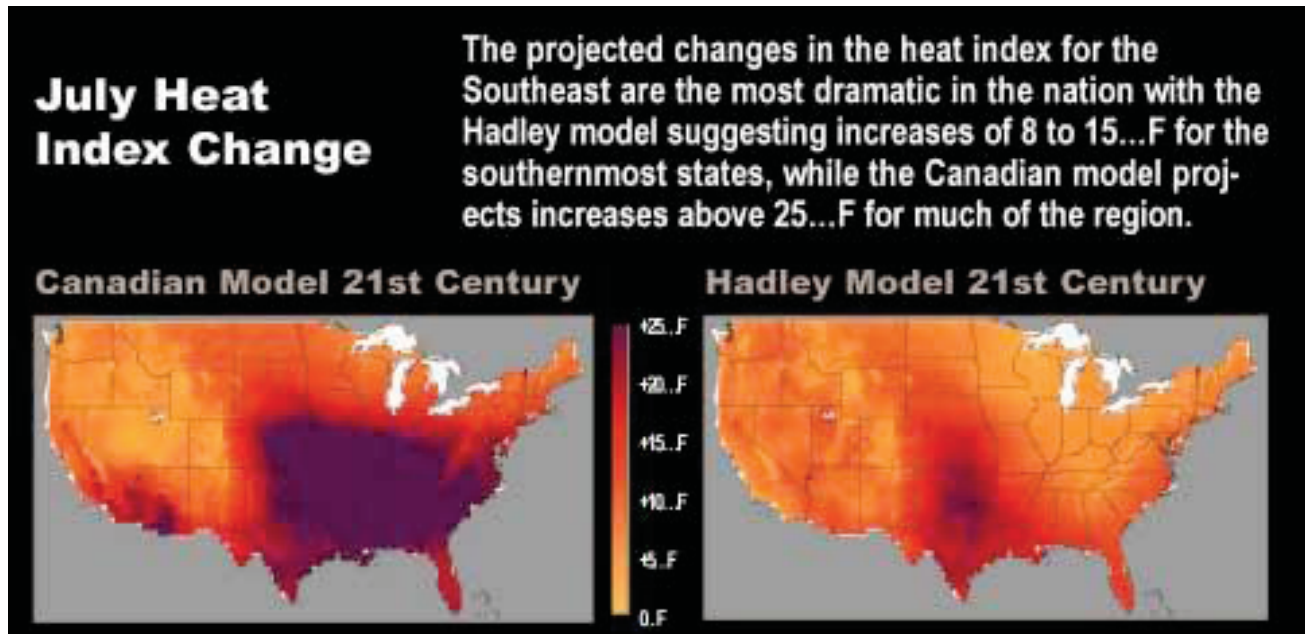 July Heat
Index Change
The projected changes in the heat index for the
Southeast are the most dramatic in the nation with the
Hadley model suggesting increases of 8 to 15...F for the
southernmost states, while the Canadian model proj-
ects increases above 25...F for much of the region.
Canadian Model 21st Century
Hadley Model 21st Century
+25..F
+20..F
+15..F
+10..F
+5..F
0.F